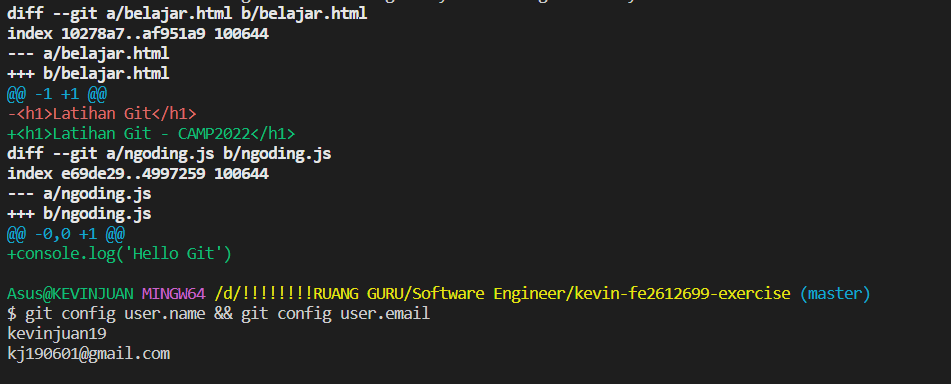 diff --git a/belajar.html b/belajar.html
index 10278a7..af951a9 100644
--- a/belajar.html
+++ b/belajar.html
@@ -1 +1 @@
-<h1>Latihan Git</h1>
+<h1>Latihan Git - CAMP2022</h1>
diff --git a/ngoding.js b/ngoding.js
index e69de29..4997259 100644
--- a/ngoding.js
+++ b/ngoding.js
@@ -0,0 +1 @@
+console.log('Hello Git')
Asus@KEVINJUAN MINGW64 /d/!!!!!!!!RUANG GURU/Software Engineer/kevin-fe2612699-exercise (master)
$ git config user.name && git config user.email
kevinjuan19
kj190601@gmail.com